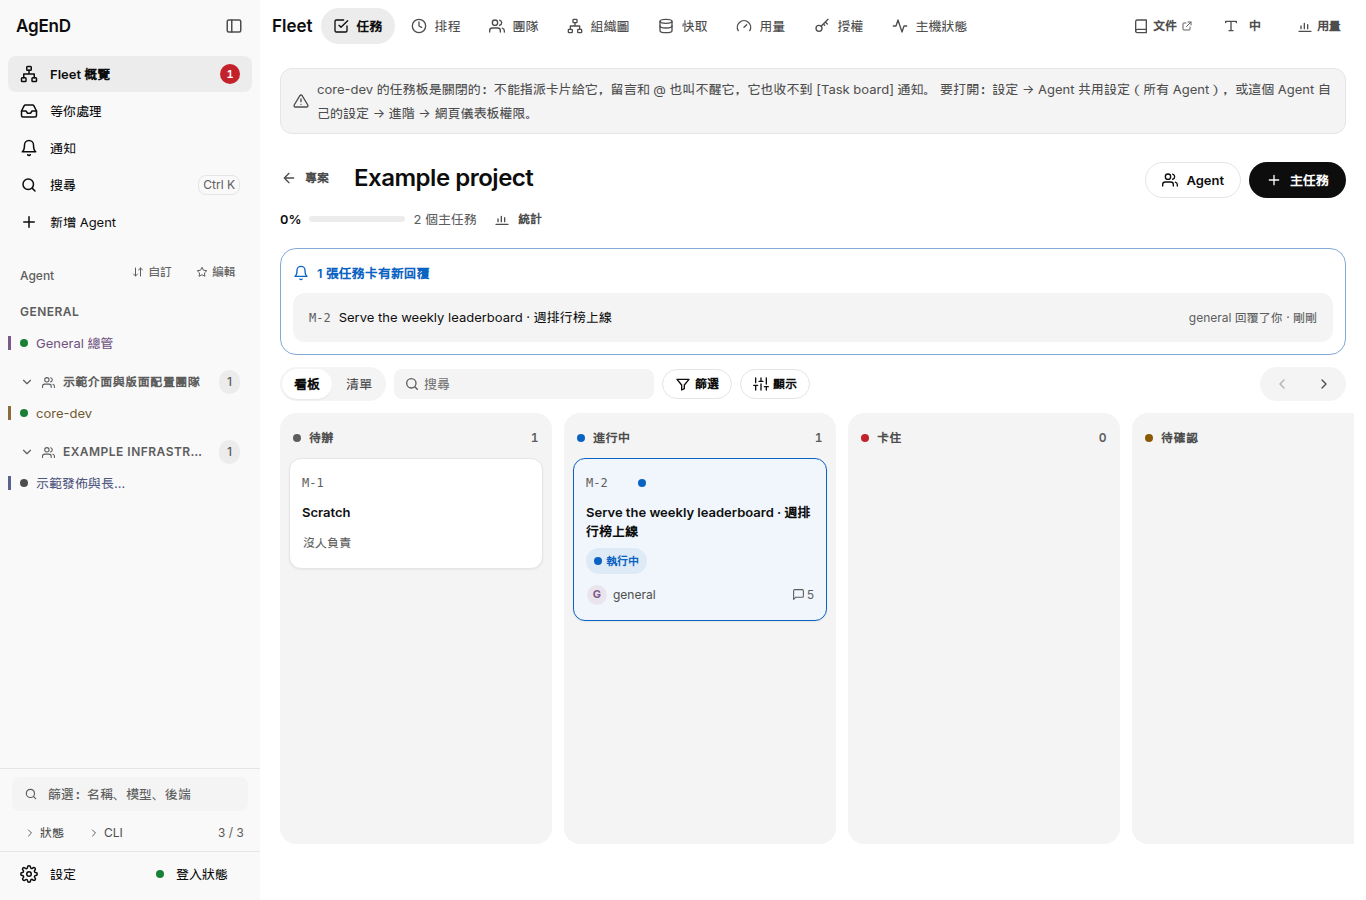 AgEnD
Fleet 概覽 1
等你處理
通知
搜尋 Ctrl K
新增 Agent
Agent 自訂 編輯
GENERAL
General 總管
示範介面與版面配置團隊 1
core-dev
EXAMPLE INFRASTR... 1
示範發佈與長...
篩選：名稱、模型、後端
狀態 CLI 3 / 3
設定 登入狀態
Fleet 任務 排程 團隊 組織圖 快取 用量 授權 主機狀態 文件 中 用量
core-dev 的任務板是關閉的：不能指派卡片給它，留言和 @ 也叫不醒它，它也收不到 [Task board] 通知。 要打開：設定 → Agent 共用設定（所有 Agent），或這個 Agent 自
己的設定 → 進階 → 網頁儀表板權限。
專案 Example project Agent 主任務
0% 2 個主任務 統計
1 張任務卡有新回覆
M-2 Serve the weekly leaderboard · 週排行榜上線 general 回覆了你 · 剛剛
看板 清單 搜尋 篩選 顯示
待辦 1
M-1
Scratch
沒人負責
進行中 1
M-2
Serve the weekly leaderboard · 週排
行榜上線
執行中
G general 5
卡住 0
待確認